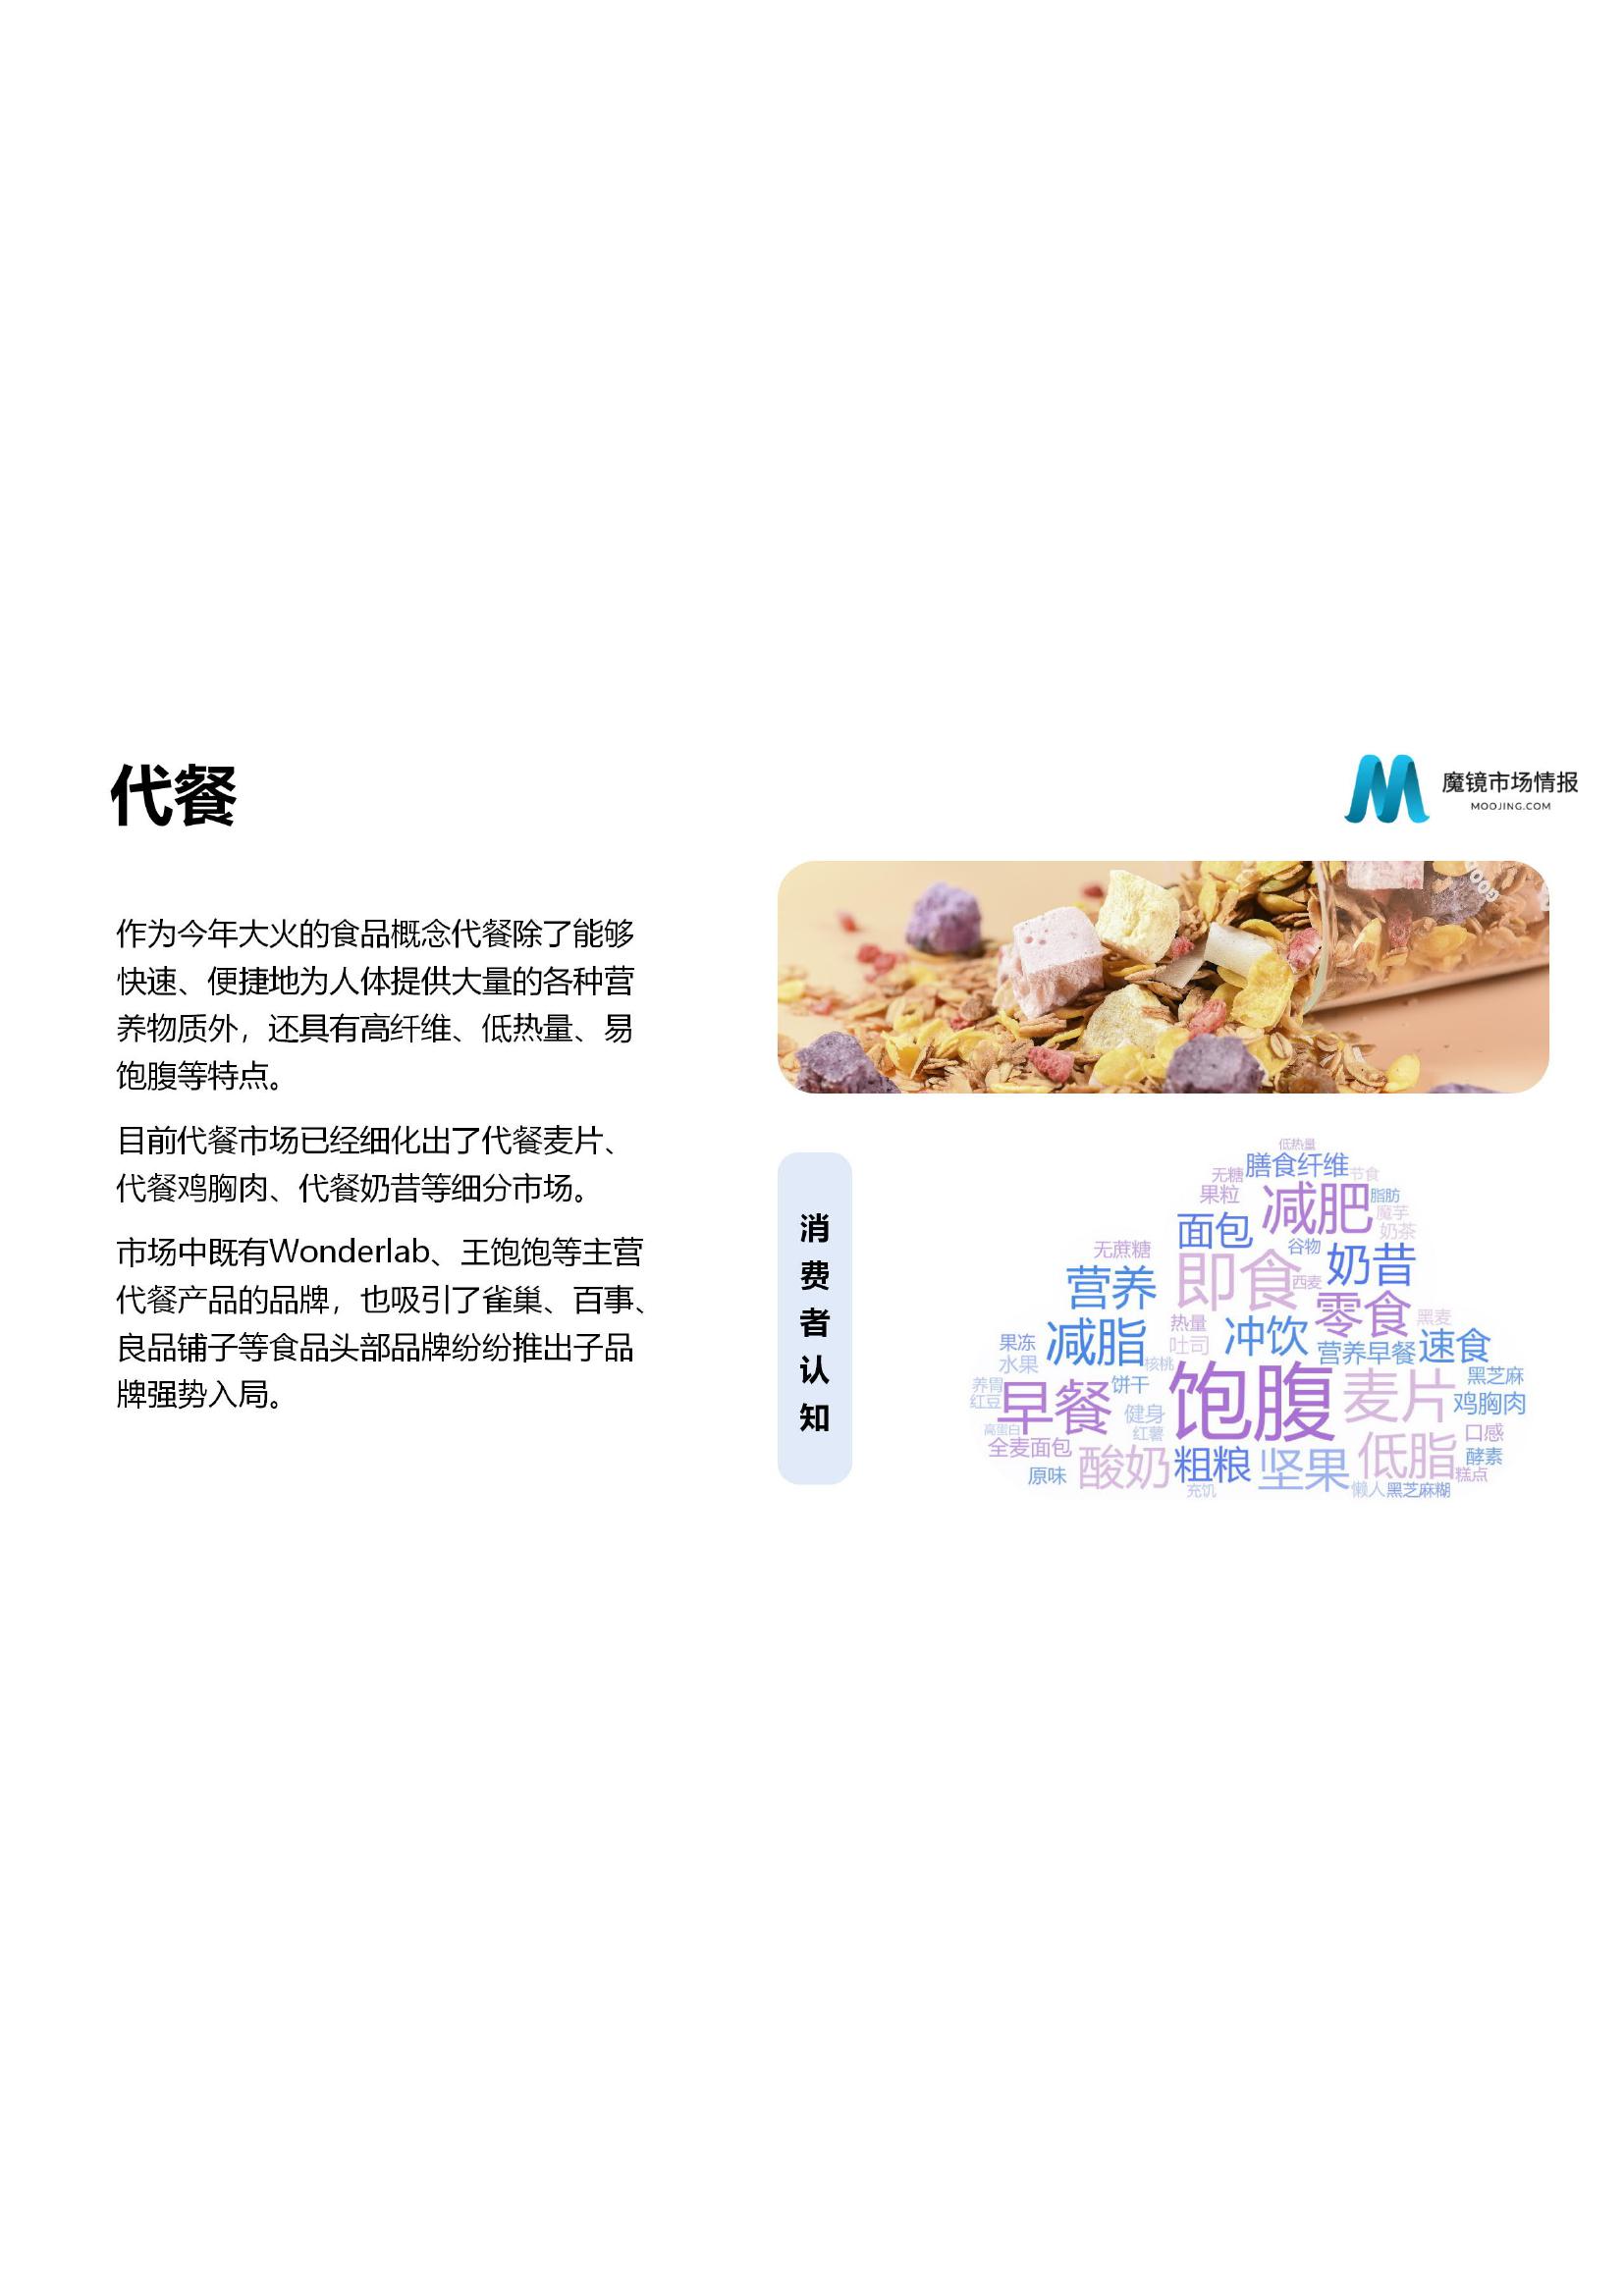 代餐
魔镜市场情报
MOOJING.COM
作为今年大火的食品概念代餐除了能够
快速、便捷地为人体提供大量的各种营
养物质外，还具有高纤维、低热量、易
饱腹等特点。
目前代餐市场已经细化出了代餐麦片、
代餐鸡胸肉、代餐奶昔等细分市场。
市场中既有Wonderlab、王饱饱等主营
代餐产品的品牌，也吸引了雀巢、百事、
良品铺子等食品头部品牌纷纷推出子品
牌强势入局。
消费者认知
低热量
膳食纤维
无糖
节食
果粒
减肥
脂肪
魔芋
奶茶
面包
谷物
无蔗糖
奶昔
即食
西麦
营养
零食
黑麦
热量
冲饮
果冻
减脂
吐司
营养早餐
速食
水果
核桃
养胃
饼干
饱腹
麦片
黑芝麻
红豆
早餐
健身
鸡胸肉
高蛋白
红薯
口感
全麦面包
低脂
酵素
原味
酸奶
粗粮
坚果
糕点
充饥
懒人
黑芝麻糊